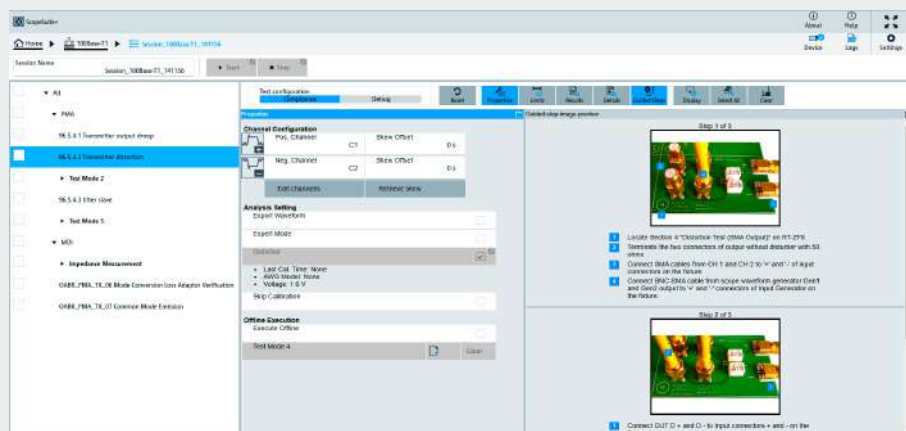 ScopeSuite+
About
Help
Home
100Base-T1
Session_100Base-T1_141156
Device
Logs
Settings
Session Name
Session_100Base-T1_141156
Start
Stop
All
PMA
96.5.4.1 Transmitter output droop
96.5.4.2 Transmitter distortion
Test Mode 2
96.5.4.3 Jitter slave
Test Mode 5
MDI
Impedance Measurement
OABR_PMA_TX_06 Mode Conversion Loss Adaptor Verification
OABR_PMA_TX_07 Common Mode Emission
Test configuration
Compliance
Debug
Reset
Properties
Limits
Results
Details
Guided Steps
Display
Select All
Clear
Properties
Channel Configuration
Pos. Channel
C1
Skew Offset
0 s
Neg. Channel
C2
Skew Offset
0 s
Edit channels
Retrieve skew
Analysis Setting
Export Waveform
Expert Mode
Disturber
Last Cal. Time: None
AWG Model: None
Voltage: 1.8 V
Skip Calibration
Offline Execution
Execute Offline
Test Mode 4
Clear
Guided step image preview
Step 1 of 3
1 Locate Section 4 "Distortion Test (SMA Output)" on RT-ZF8
2 Terminate the two connectors of output without disturber with 50
ohms
3 Connect SMA cables from CH 1 and CH 2 to '+' and '-' of input
connectors on the fixture
4 Connect BNC-SMA cable from scope waveform generator Gen1
and Gen2 output to '+' and '-' connectors of Input Generator on
the fixture.
Step 2 of 3
1 Connect DUT D + and D - to input connectors + and - on the